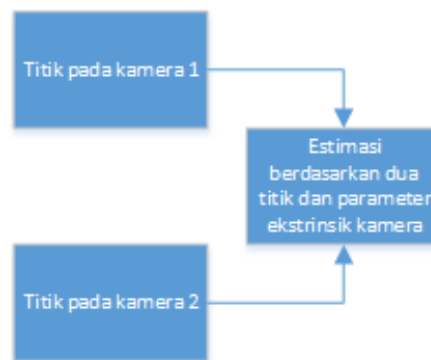 Titik pada kamera 1
Estimasi
berdasarkan dua
titik dan parameter
ekstrinsik kamera
Titik pada kamera 2